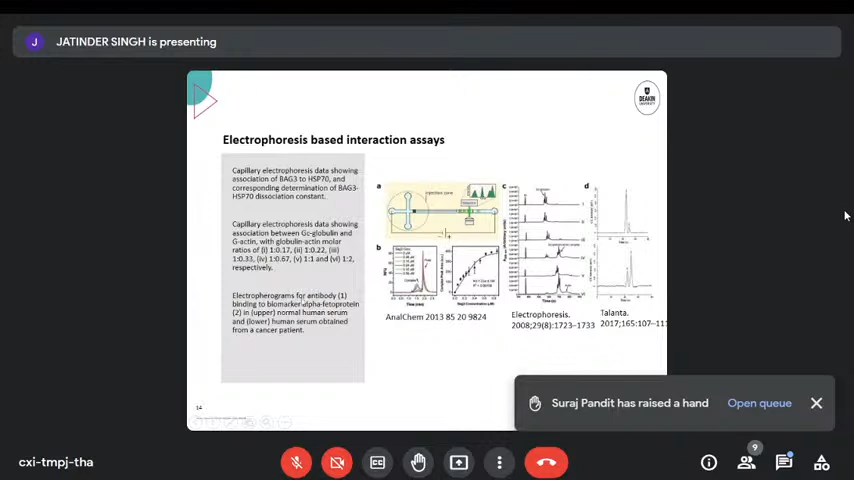 J JATINDER SINGH is presenting
DEAKIN
UNIVERSITY
Electrophoresis based interaction assays
Capillary electrophoresis data showing
association of BAG3 to HSP70, and
corresponding determination of BAG3-
HSP70 dissociation constant.
Capillary electrophoresis data showing
association between Gc-globulin and
G-actin, with globulin-actin molar
ratios of (i) 1:0.17, (ii) 1:0.22, (iii)
1:0.33, (iv) 1:0.67, (v) 1:1 and (vi) 1:2,
respectively.
Electropherograms for antibody (1)
binding to biomarker alpha-fetoprotein
(2) in (upper) normal human serum
and (lower) human serum obtained
from a cancer patient.
a
b
c
d
AnalChem 2013 85 20 9824
Electrophoresis.
2008;29(8):1723–1733
Talanta.
2017;165:107–11
14
Suraj Pandit has raised a hand
Open queue
cxi-tmpj-tha
9